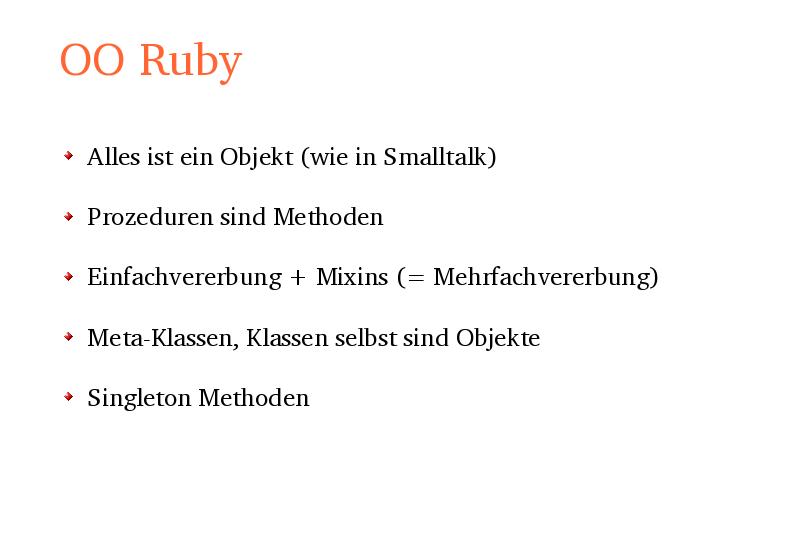 OO Ruby
Alles ist ein Objekt (wie in Smalltalk)
Prozeduren sind Methoden
Einfachvererbung + Mixins (= Mehrfachvererbung)
Meta-Klassen, Klassen selbst sind Objekte
Singleton Methoden